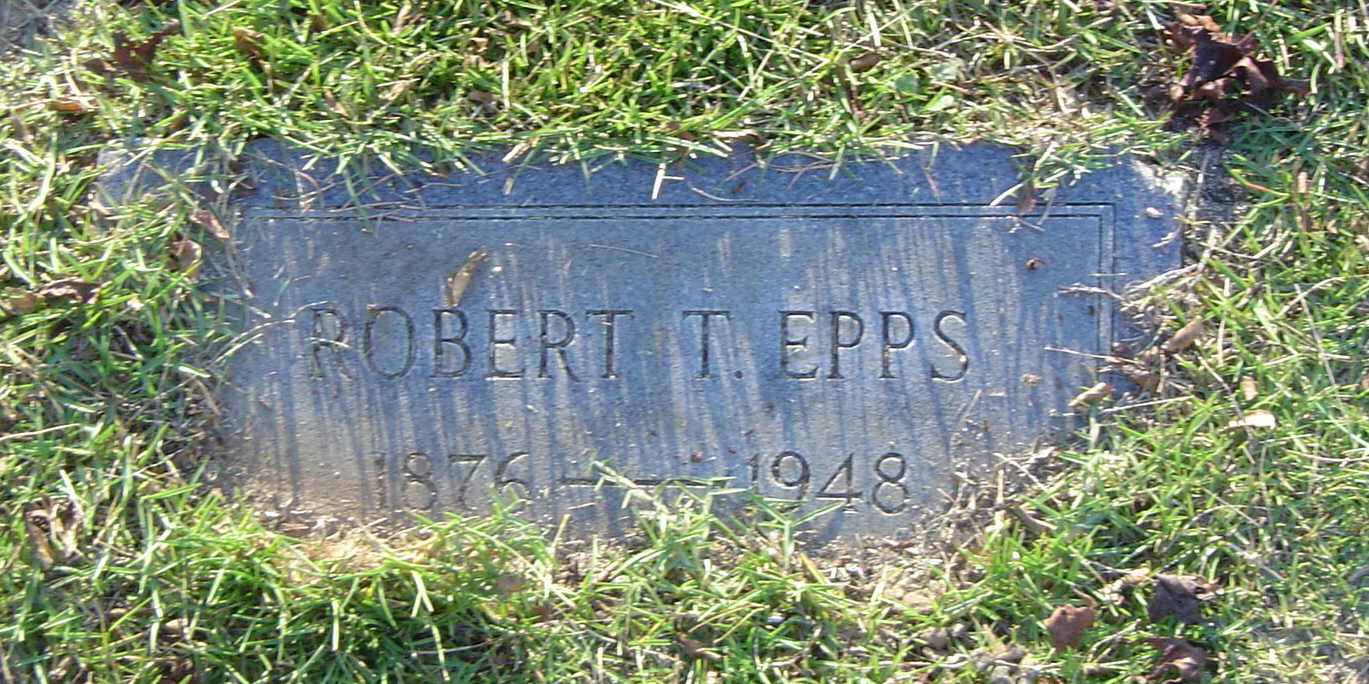 ROBERT T. EPPS
1876 — 1948